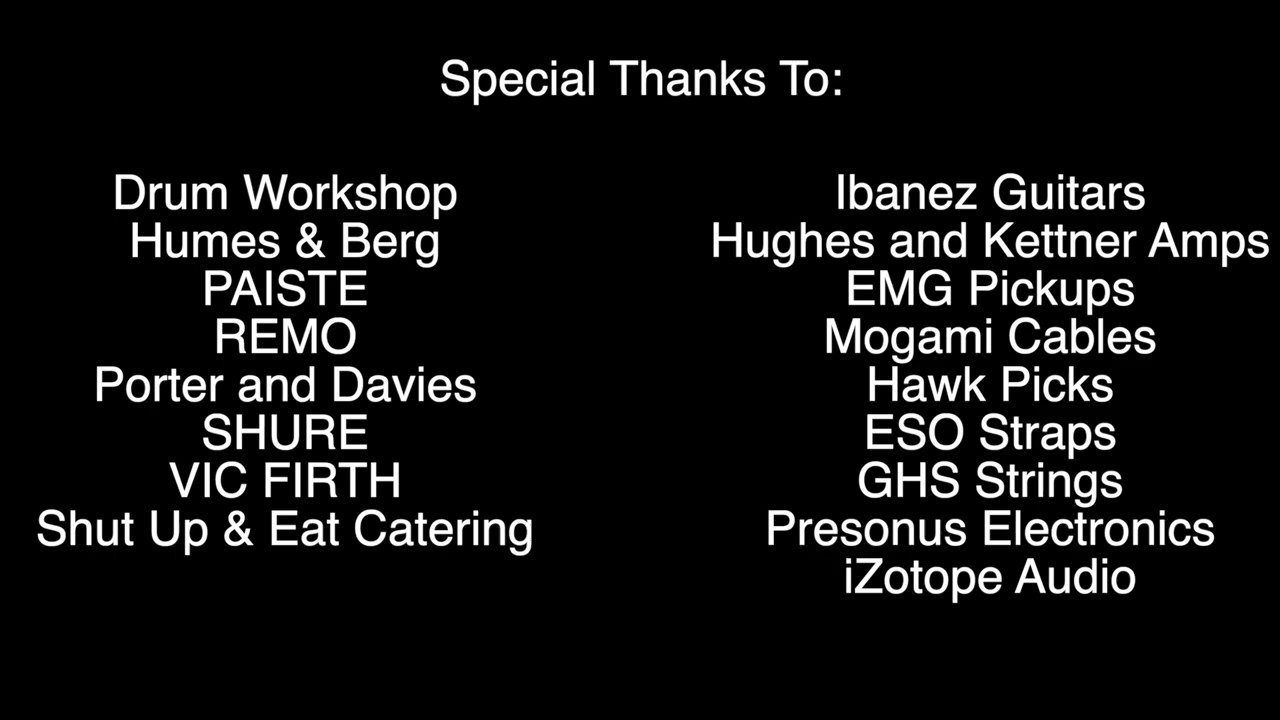 Special Thanks To:
Drum Workshop
Humes & Berg
PAISTE
REMO
Porter and Davies
SHURE
VIC FIRTH
Shut Up & Eat Catering
Ibanez Guitars
Hughes and Kettner Amps
EMG Pickups
Mogami Cables
Hawk Picks
ESO Straps
GHS Strings
Presonus Electronics
iZotope Audio